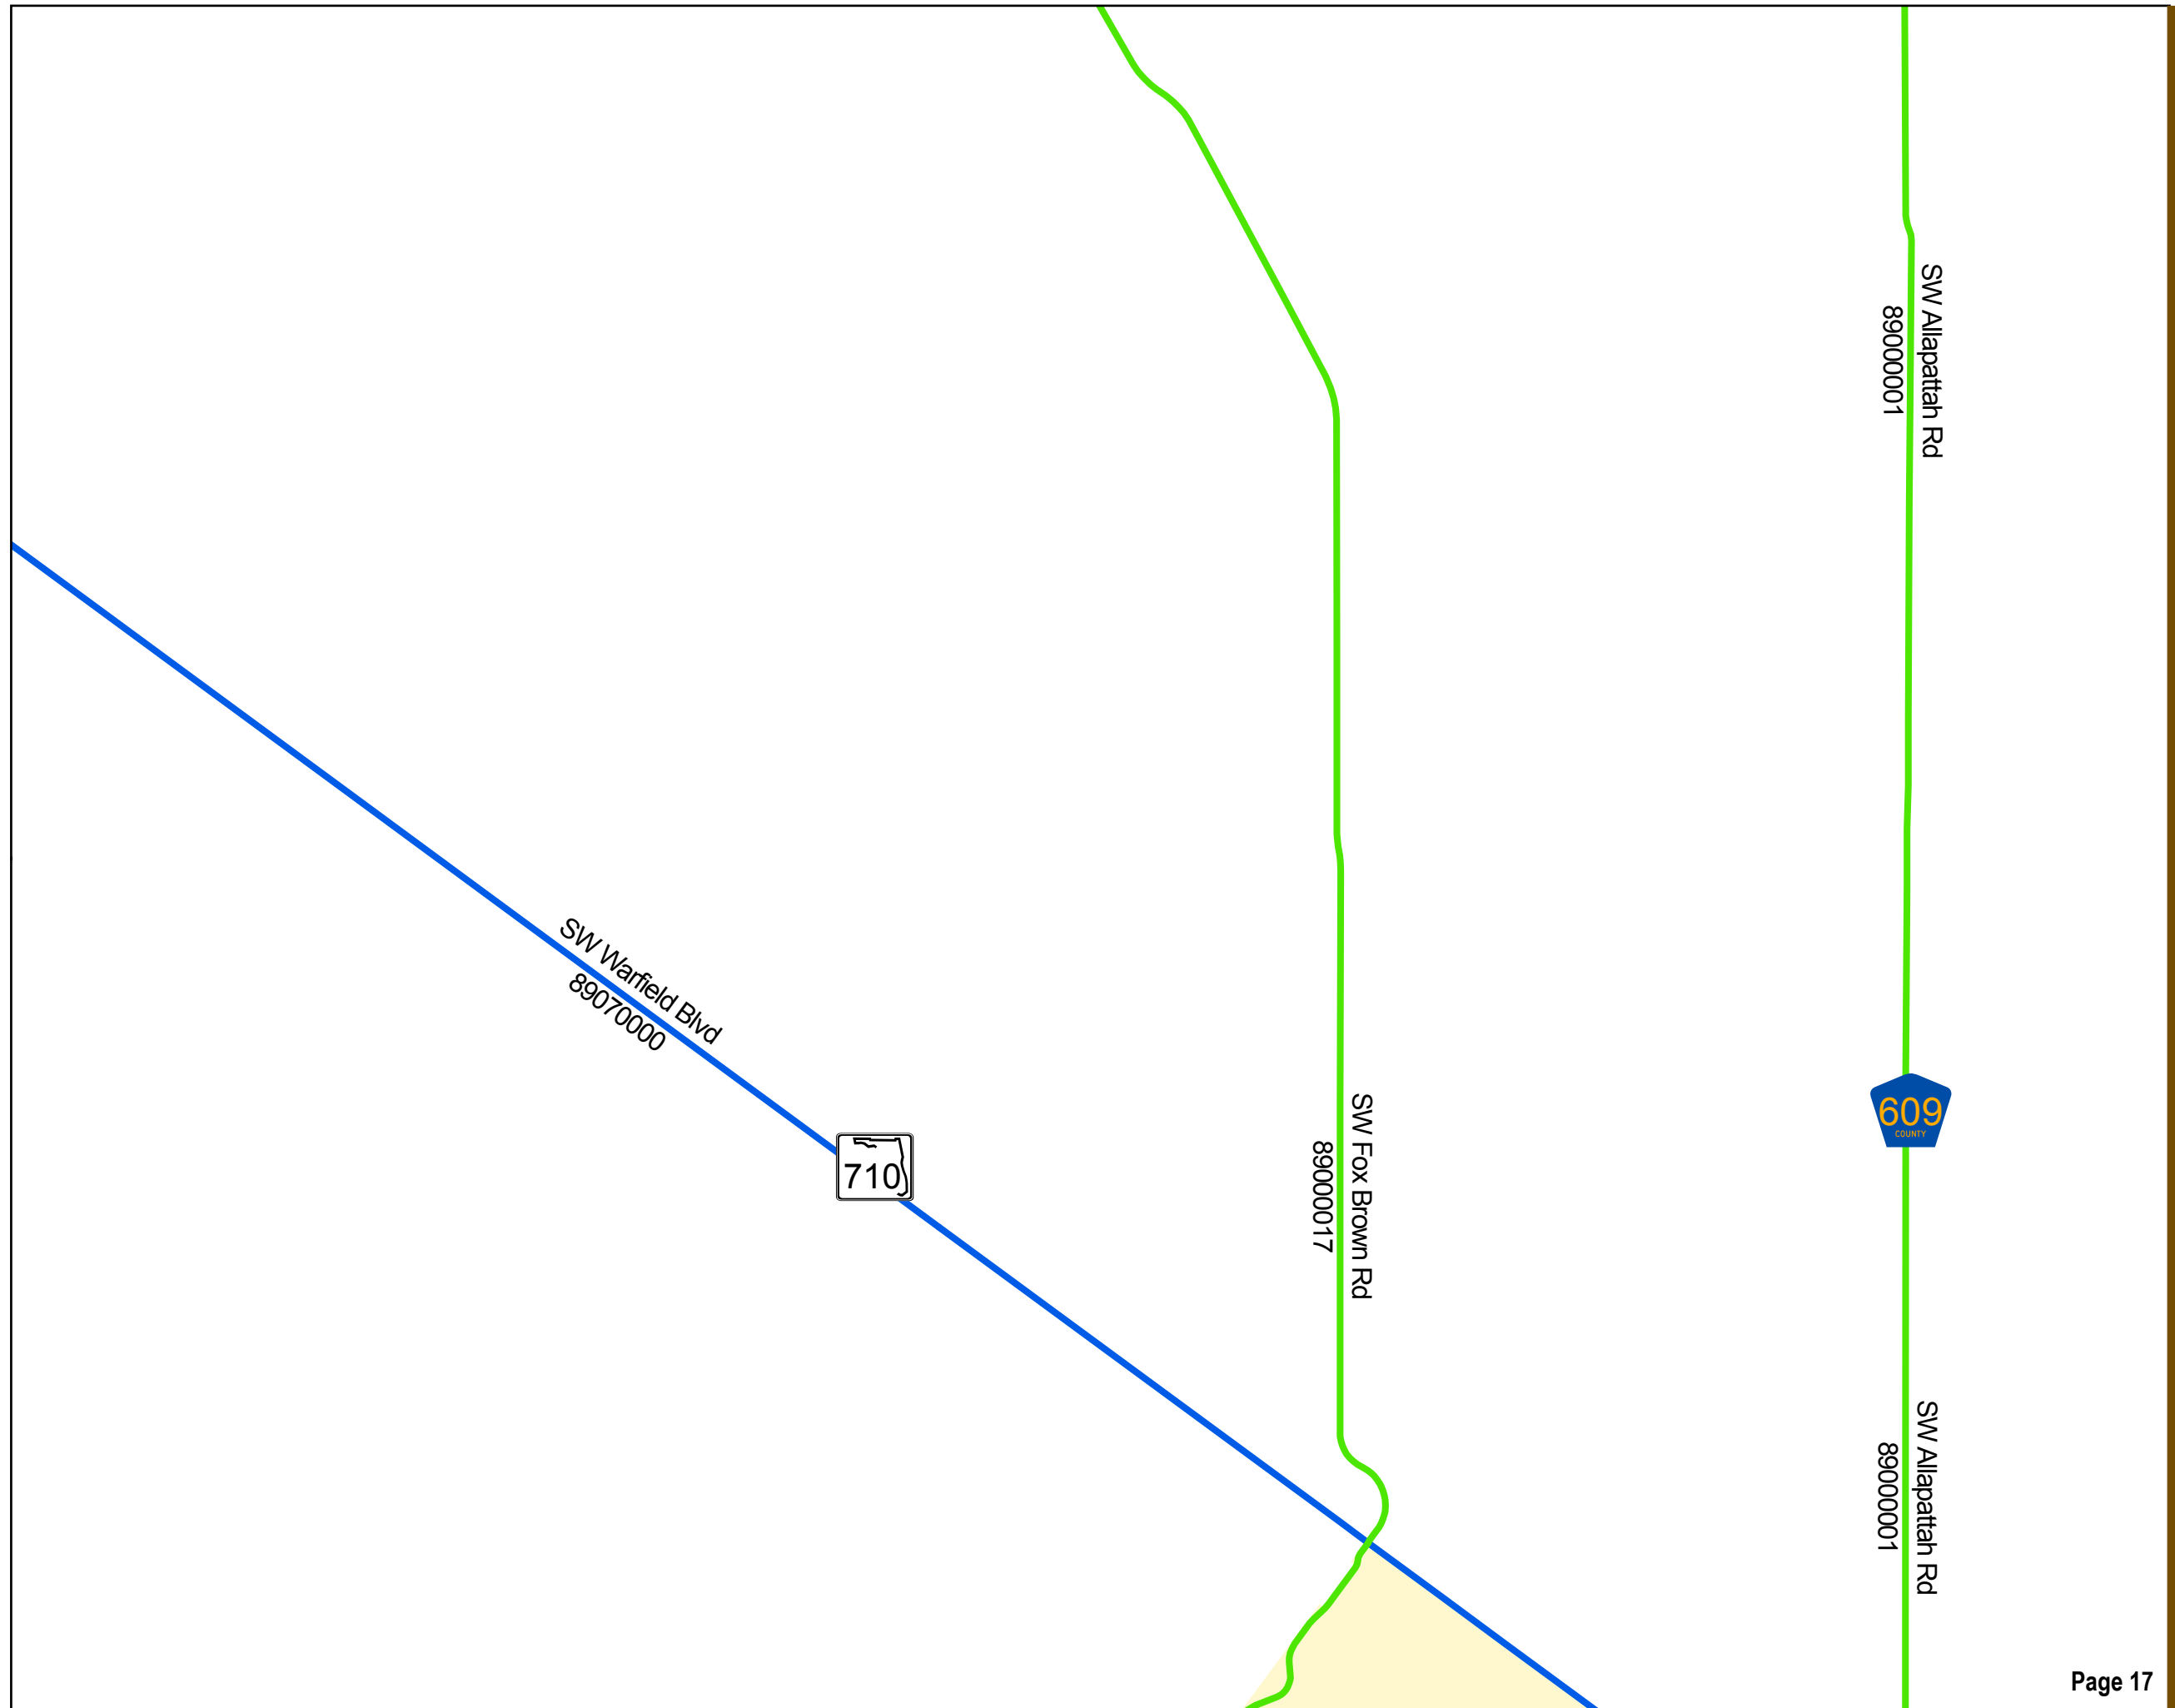 SW Allapattah Rd
89000001
SW Warfield Blvd
89070000
710
SW Fox Brown Rd
89000017
609
COUNTY
SW Allapattah Rd
89000001
Page 17